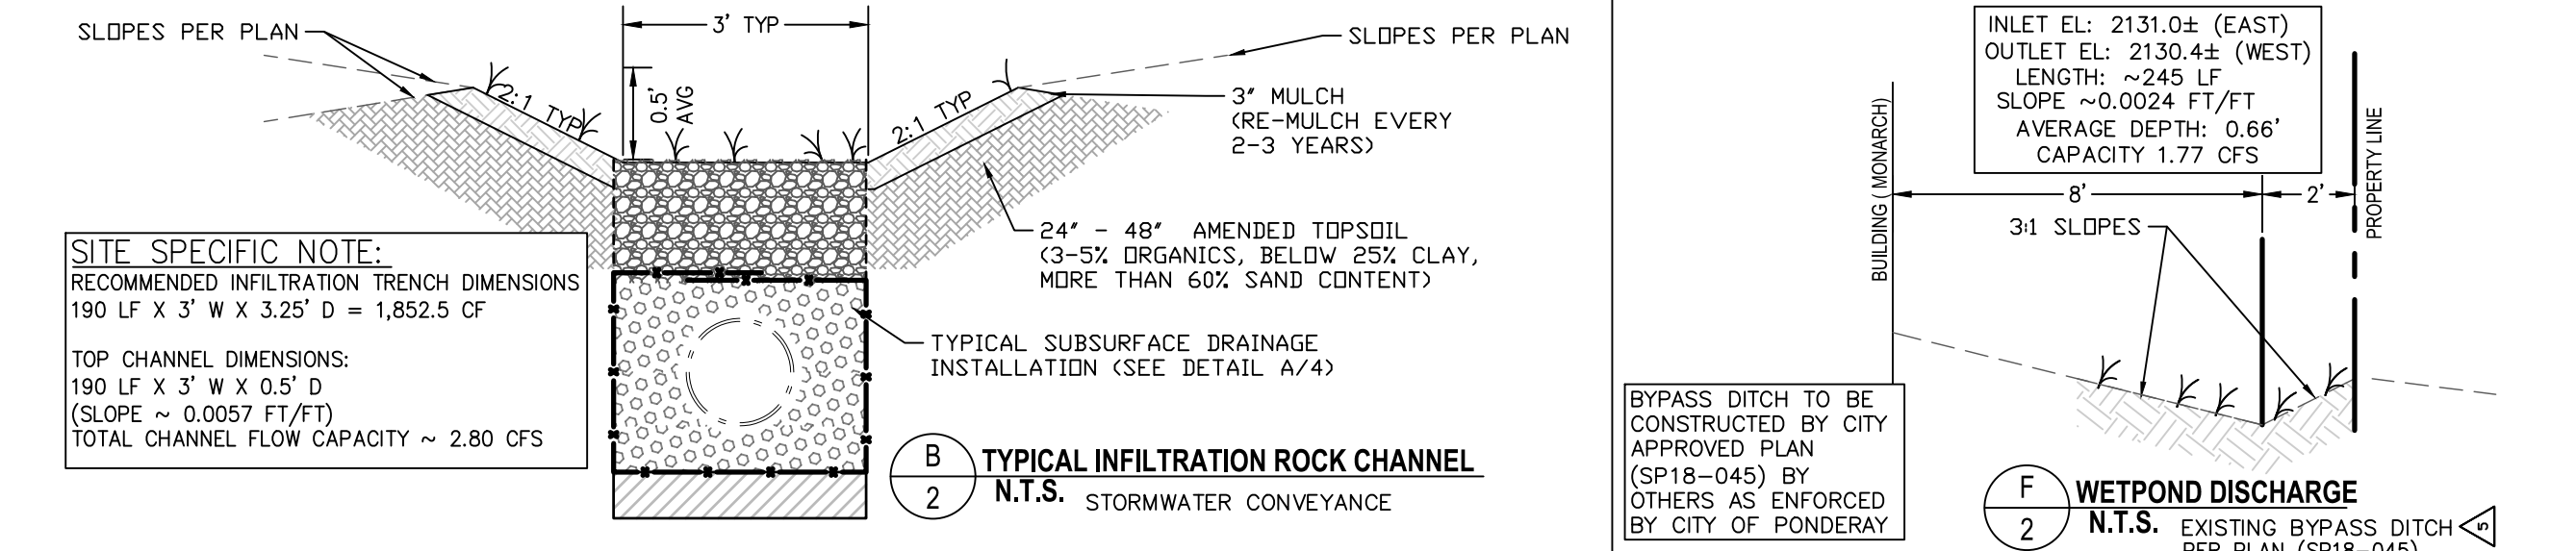 SLOPES PER PLAN
3' TYP
SLOPES PER PLAN
0.5'
AVG
2:1 TYP
2:1 TYP
3" MULCH
(RE-MULCH EVERY
2-3 YEARS)
24" - 48" AMENDED TOPSOIL
(3-5% ORGANICS, BELOW 25% CLAY,
MORE THAN 60% SAND CONTENT)
SITE SPECIFIC NOTE:
RECOMMENDED INFILTRATION TRENCH DIMENSIONS
190 LF X 3' W X 3.25' D = 1,852.5 CF
TOP CHANNEL DIMENSIONS:
190 LF X 3' W X 0.5' D
(SLOPE ~ 0.0057 FT/FT)
TOTAL CHANNEL FLOW CAPACITY ~ 2.80 CFS
TYPICAL SUBSURFACE DRAINAGE
INSTALLATION (SEE DETAIL A/4)
B
2
TYPICAL INFILTRATION ROCK CHANNEL
N.T.S. STORMWATER CONVEYANCE
INLET EL: 2131.0± (EAST)
OUTLET EL: 2130.4± (WEST)
LENGTH: ~245 LF
SLOPE ~0.0024 FT/FT
AVERAGE DEPTH: 0.66'
CAPACITY 1.77 CFS
BUILDING (MONARCH)
8'
2'
PROPERTY LINE
3:1 SLOPES
BYPASS DITCH TO BE
CONSTRUCTED BY CITY
APPROVED PLAN
(SP18-045) BY
OTHERS AS ENFORCED
BY CITY OF PONDERAY
F
2
WETPOND DISCHARGE
N.T.S. EXISTING BYPASS DITCH
5
PER PLAN (SP18-045)